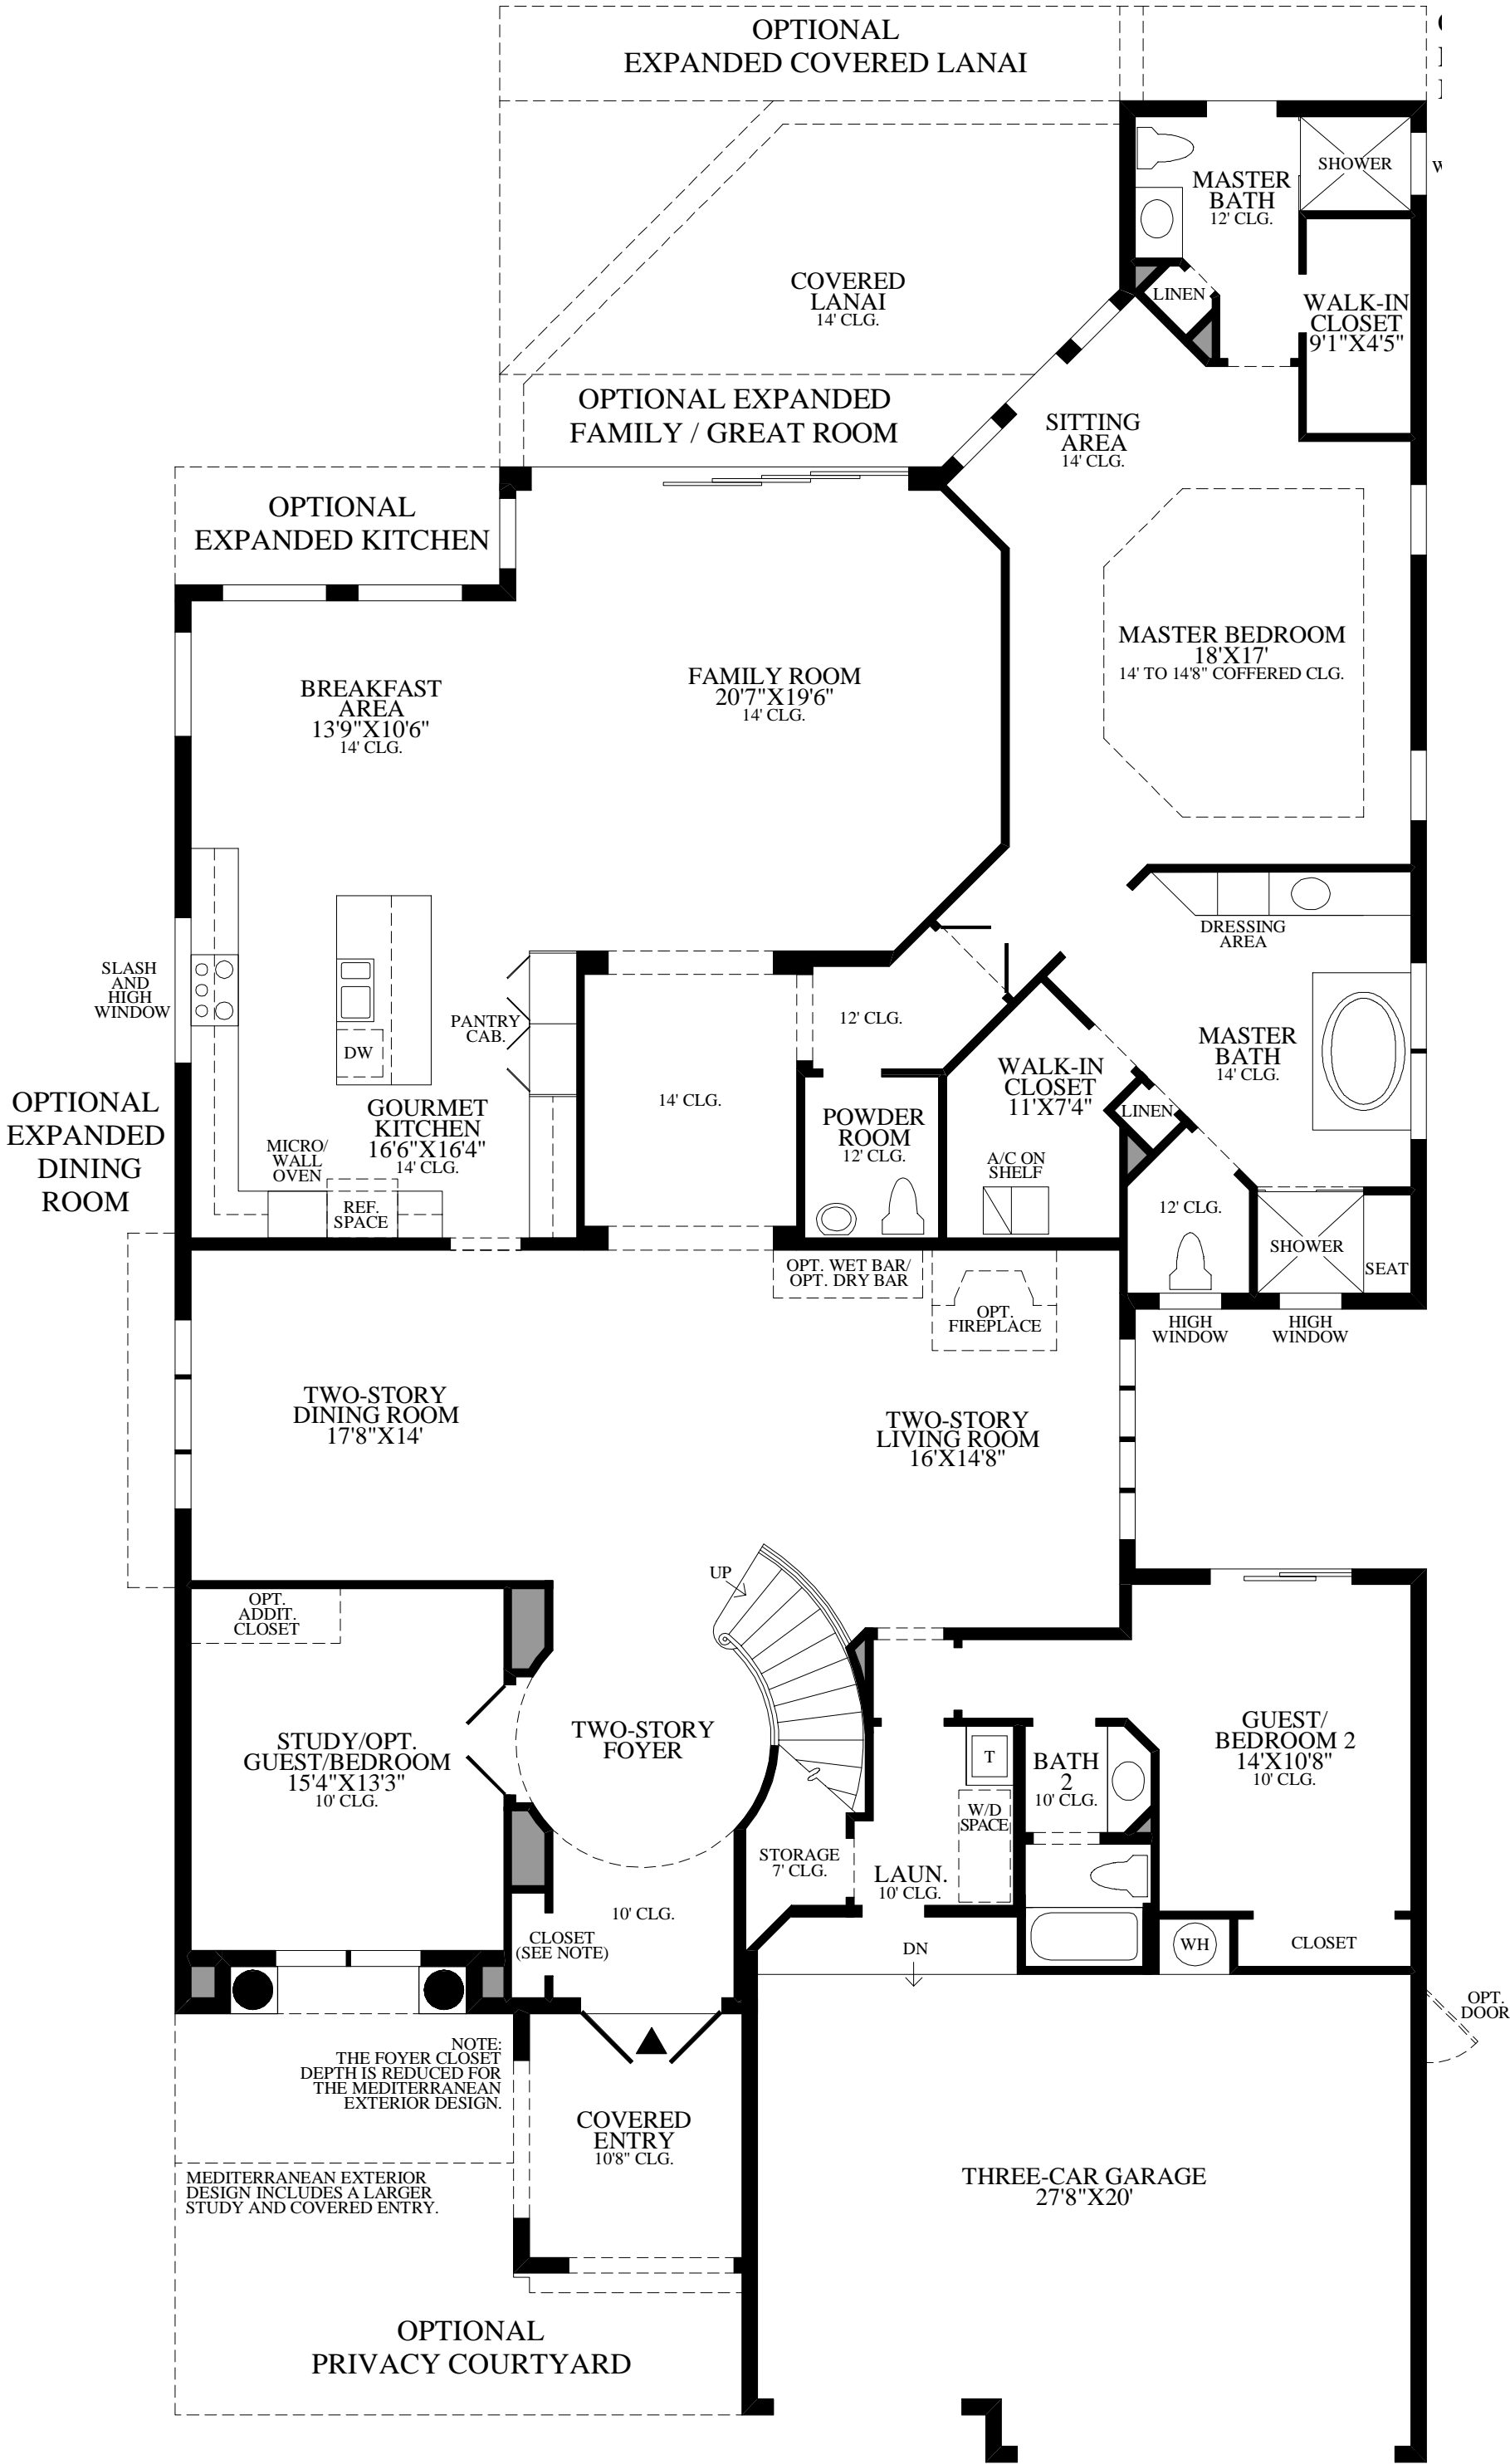 OPTIONAL
EXPANDED COVERED LANAI
MASTER
BATH
12' CLG.
SHOWER
LINEN
WALK-IN
CLOSET
9'1"X4'5"
COVERED
LANAI
14' CLG.
OPTIONAL EXPANDED
FAMILY / GREAT ROOM
SITTING
AREA
14' CLG.
OPTIONAL
EXPANDED KITCHEN
MASTER BEDROOM
18'X17'
14' TO 14'8" COFFERED CLG.
BREAKFAST
AREA
13'9"X10'6"
14' CLG.
FAMILY ROOM
20'7"X19'6"
14' CLG.
DRESSING
AREA
SLASH
AND
HIGH
WINDOW
PANTRY
CAB.
DW
12' CLG.
MASTER
BATH
14' CLG.
WALK-IN
CLOSET
11'X7'4"
LINEN
OPTIONAL
EXPANDED
DINING
ROOM
GOURMET
KITCHEN
16'6"X16'4"
14' CLG.
14' CLG.
POWDER
ROOM
12' CLG.
MICRO/
WALL
OVEN
REF.
SPACE
A/C ON
SHELF
12' CLG.
SHOWER
SEAT
OPT. WET BAR/
OPT. DRY BAR
OPT.
FIREPLACE
HIGH
WINDOW
HIGH
WINDOW
TWO-STORY
DINING ROOM
17'8"X14'
TWO-STORY
LIVING ROOM
16'X14'8"
UP
OPT.
ADDIT.
CLOSET
STUDY/OPT.
GUEST/BEDROOM
15'4"X13'3"
10' CLG.
TWO-STORY
FOYER
T
W/D
SPACE
BATH
2
10' CLG.
GUEST/
BEDROOM 2
14'X10'8"
10' CLG.
STORAGE
7' CLG.
LAUN.
10' CLG.
10' CLG.
CLOSET
(SEE NOTE)
DN
WH
CLOSET
OPT.
DOOR
NOTE:
THE FOYER CLOSET
DEPTH IS REDUCED FOR
THE MEDITERRANEAN
EXTERIOR DESIGN.
COVERED
ENTRY
10'8" CLG.
MEDITERRANEAN EXTERIOR
DESIGN INCLUDES A LARGER
STUDY AND COVERED ENTRY.
THREE-CAR GARAGE
27'8"X20'
OPTIONAL
PRIVACY COURTYARD